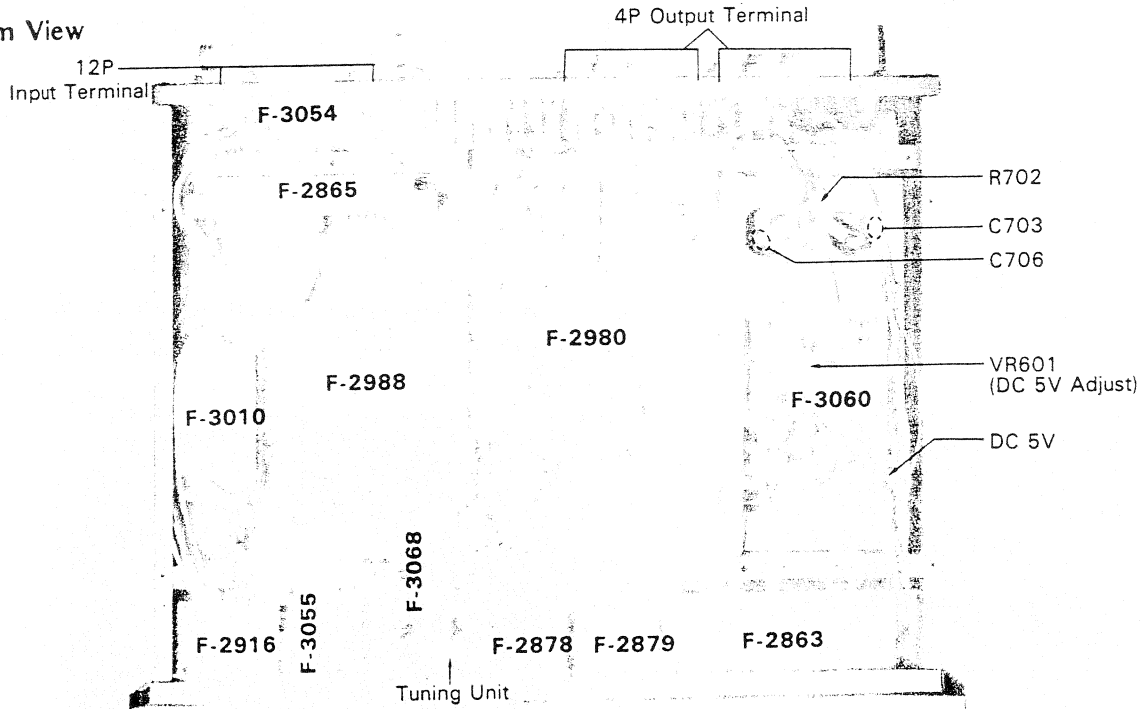 m View
4P Output Terminal
12P
Input Terminal
F-3054
F-2865
R702
C703
C706
F-2980
F-2988
VR601
(DC 5V Adjust)
F-3060
F-3010
DC 5V
F-3068
F-3055
F-2916
F-2878
F-2879
F-2863
Tuning Unit